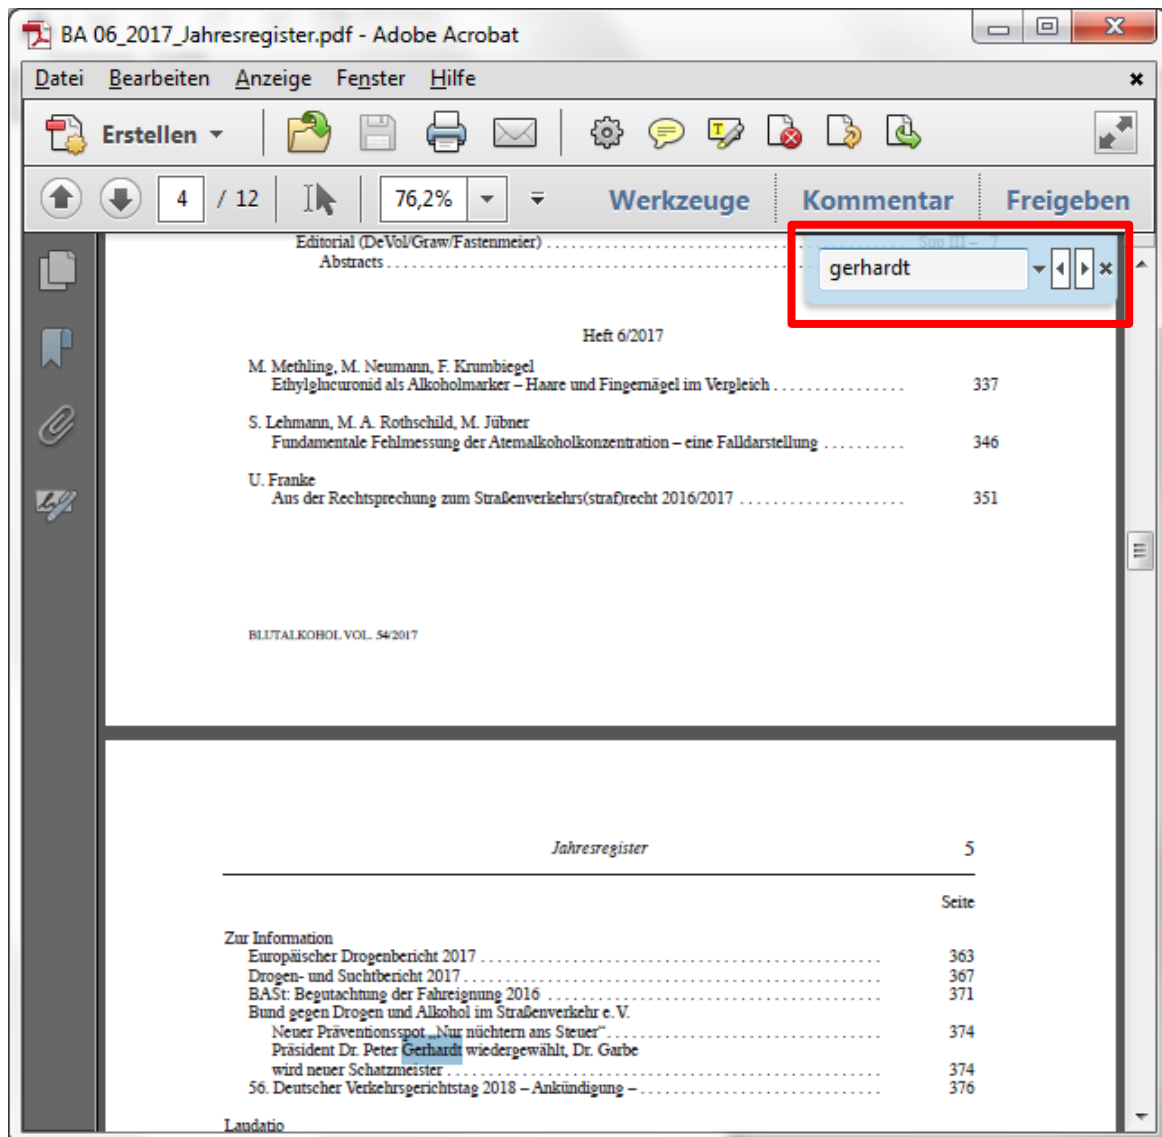 BA 06_2017_Jahresregister.pdf - Adobe Acrobat
Datei Bearbeiten Anzeige Fenster Hilfe
Erstellen
4 / 12 76,2% Werkzeuge Kommentar Freigeben
Editorial (DeVol/Graw/Fastenmeier) . . . . . . . . . . . . . . . . . . . . Sup III – 7
Abstracts . . . . . . . . . . . . . . . . . . . .
gerhardt
Heft 6/2017
M. Methling, M. Neumann, F. Krumbiegel
Ethylglucuronid als Alkoholmarker – Haare und Fingernägel im Vergleich . . . . . . . . . . . . . . . . 337
S. Lehmann, M. A. Rothschild, M. Jübner
Fundamentale Fehlmessung der Atemalkoholkonzentration – eine Falldarstellung . . . . . . . . . . 346
U. Franke
Aus der Rechtsprechung zum Straßenverkehrs(straf)recht 2016/2017 . . . . . . . . . . . . . . . . . . . . 351
BLUTALKOHOL VOL. 54/2017
Jahresregister 5
Seite
Zur Information
Europäischer Drogenbericht 2017 . . . . . . . . . . . . . . . . . . . . 363
Drogen- und Suchtbericht 2017 . . . . . . . . . . . . . . . . . . . . 367
BASt: Begutachtung der Fahreignung 2016 . . . . . . . . . . . . . . . . . . . . 371
Bund gegen Drogen und Alkohol im Straßenverkehr e. V.
Neuer Präventionsspot „Nur nüchtern ans Steuer“ . . . . . . . . . . . . . . . . . . . . 374
Präsident Dr. Peter Gerhardt wiedergewählt, Dr. Garbe
wird neuer Schatzmeister . . . . . . . . . . . . . . . . . . . . 374
56. Deutscher Verkehrsgerichtstag 2018 – Ankündigung – . . . . . . . . . . . . . . . . . . . . 376
Laudatio